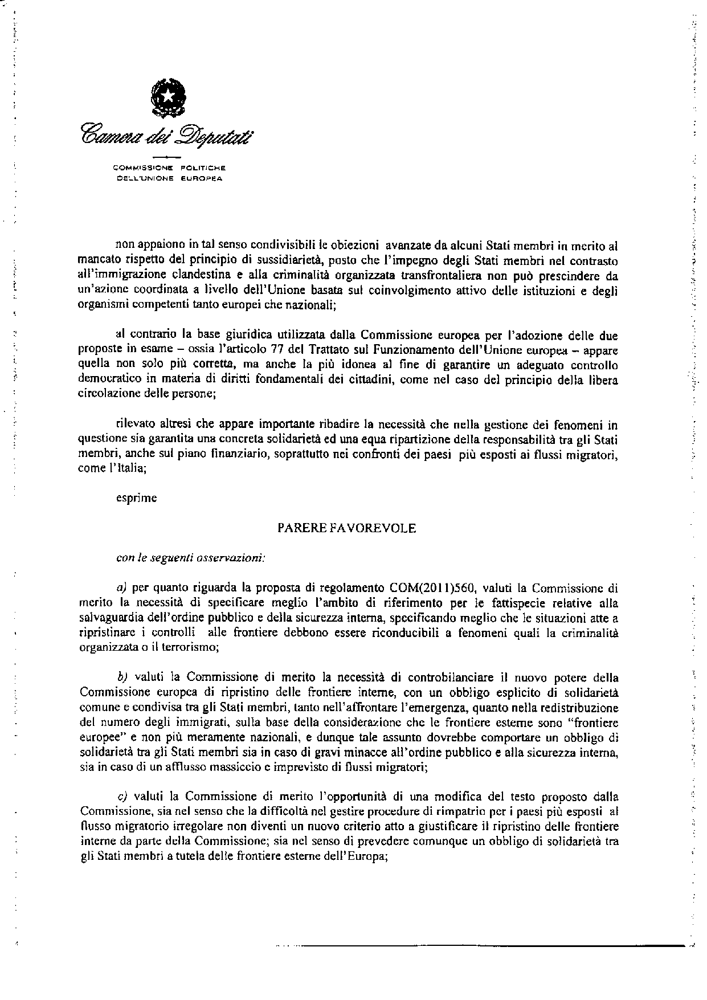 Camera dei Deputati
COMMISSIONE POLITICHE
DELL'UNIONE EUROPEA
non appaiono in tal senso condivisibili le obiezioni avanzate da alcuni Stati membri in merito al
mancato rispetto del principio di sussidiarietà, posto che l'impegno degli Stati membri nel contrasto
all'immigrazione clandestina e alla criminalità organizzata transfrontaliera non può prescindere da
un'azione coordinata a livello dell'Unione basata sul coinvolgimento attivo delle istituzioni e degli
organismi competenti tanto europei che nazionali;
al contrario la base giuridica utilizzata dalla Commissione europea per l'adozione delle due
proposte in esame – ossia l'articolo 77 del Trattato sul Funzionamento dell'Unione europea – appare
quella non solo più corretta, ma anche la più idonea al fine di garantire un adeguato controllo
democratico in materia di diritti fondamentali dei cittadini, come nel caso del principio della libera
circolazione delle persone;
rilevato altresì che appare importante ribadire la necessità che nella gestione dei fenomeni in
questione sia garantita una concreta solidarietà ed una equa ripartizione della responsabilità tra gli Stati
membri, anche sul piano finanziario, soprattutto nei confronti dei paesi più esposti ai flussi migratori,
come l'Italia;
esprime
PARERE FAVOREVOLE
con le seguenti osservazioni:
a) per quanto riguarda la proposta di regolamento COM(2011)560, valuti la Commissione di
merito la necessità di specificare meglio l'ambito di riferimento per le fattispecie relative alla
salvaguardia dell'ordine pubblico e della sicurezza interna, specificando meglio che le situazioni atte a
ripristinare i controlli alle frontiere debbono essere riconducibili a fenomeni quali la criminalità
organizzata o il terrorismo;
b) valuti la Commissione di merito la necessità di controbilanciare il nuovo potere della
Commissione europea di ripristino delle frontiere interne, con un obbligo esplicito di solidarietà
comune e condivisa tra gli Stati membri, tanto nell'affrontare l'emergenza, quanto nella redistribuzione
del numero degli immigrati, sulla base della considerazione che le frontiere esterne sono "frontiere
europee" e non più meramente nazionali, e dunque tale assunto dovrebbe comportare un obbligo di
solidarietà tra gli Stati membri sia in caso di gravi minacce all'ordine pubblico e alla sicurezza interna,
sia in caso di un afflusso massiccio e imprevisto di flussi migratori;
c) valuti la Commissione di merito l'opportunità di una modifica del testo proposto dalla
Commissione, sia nel senso che la difficoltà nel gestire procedure di rimpatrio per i paesi più esposti al
flusso migratorio irregolare non diventi un nuovo criterio atto a giustificare il ripristino delle frontiere
interne da parte della Commissione; sia nel senso di prevedere comunque un obbligo di solidarietà tra
gli Stati membri a tutela delle frontiere esterne dell'Europa;